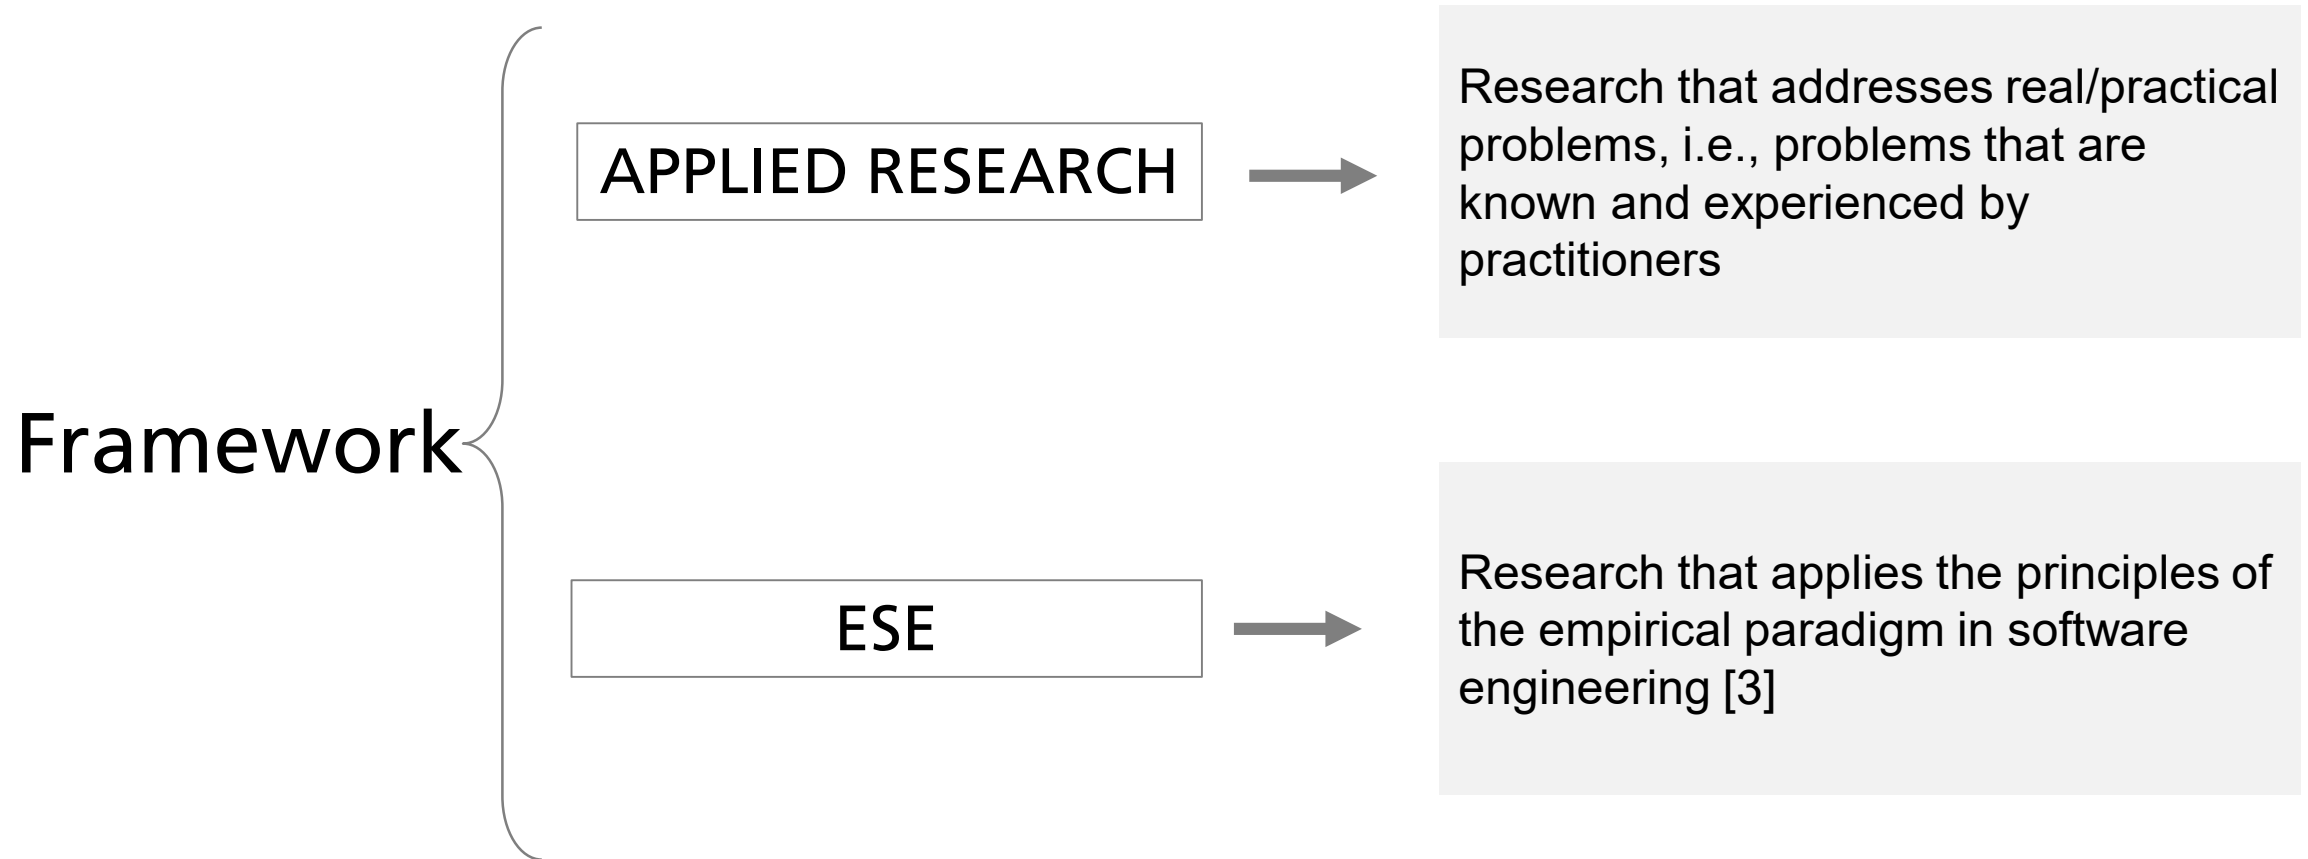 Framework
APPLIED RESEARCH
Research that addresses real/practical
problems, i.e., problems that are
known and experienced by
practitioners
ESE
Research that applies the principles of
the empirical paradigm in software
engineering [3]